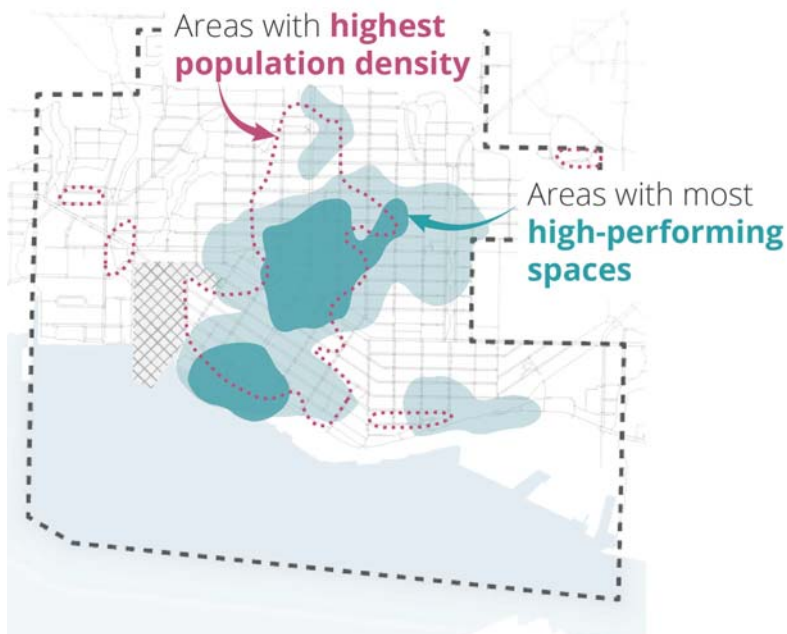 Areas with highest
population density
Areas with most
high-performing
spaces